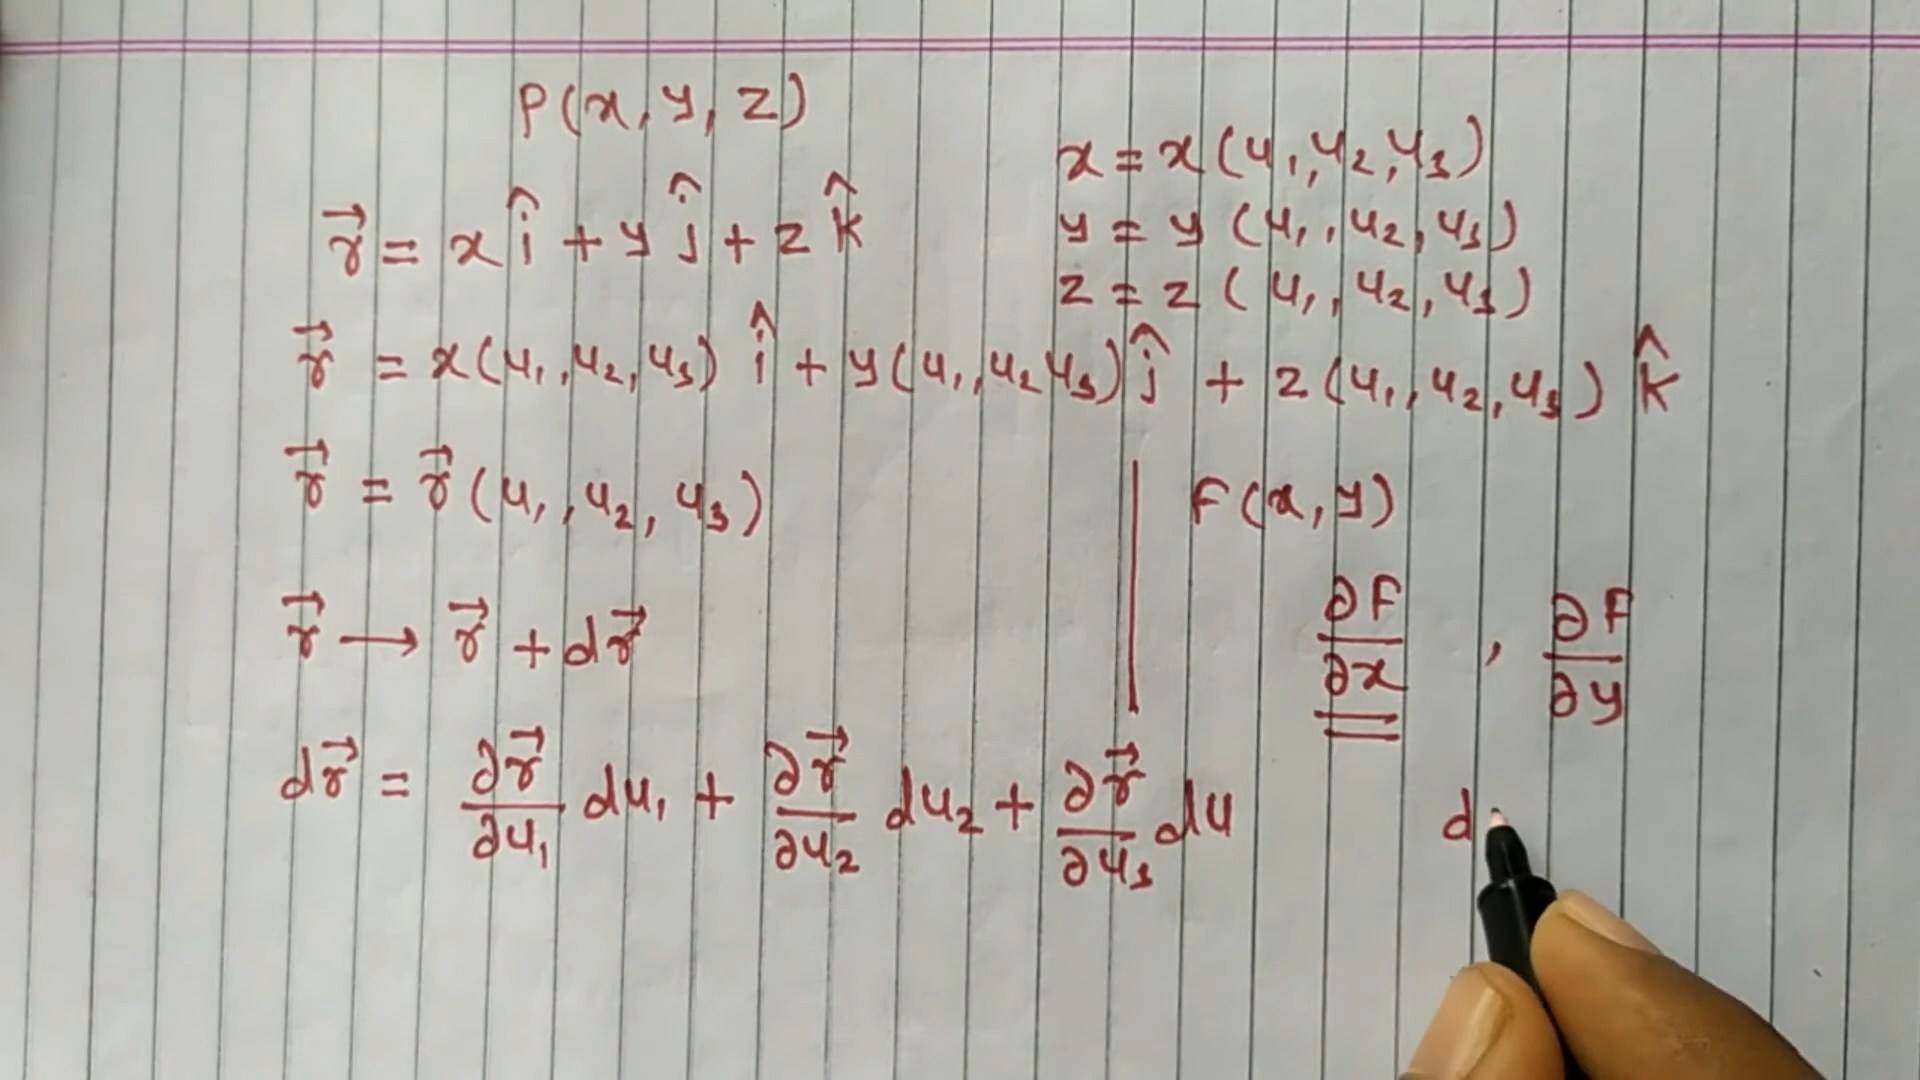 P(x, y, z)
x = x(u₁, u₂, u₃)
r⃗ = x î + y ĵ + z k̂
y = y (u₁, u₂, u₃)
z = z (u₁, u₂, u₃)
r⃗ = x(u₁, u₂, u₃) î + y(u₁, u₂ u₃) ĵ + z(u₁, u₂, u₃) k̂
r⃗ = r⃗ (u₁, u₂, u₃)
F(x, y)
r⃗ ⟶ r⃗ + dr⃗
∂F/∂x , ∂F/∂y
dr⃗ = ∂r⃗/∂u₁ du₁ + ∂r⃗/∂u₂ du₂ + ∂r⃗/∂u₃ du
d